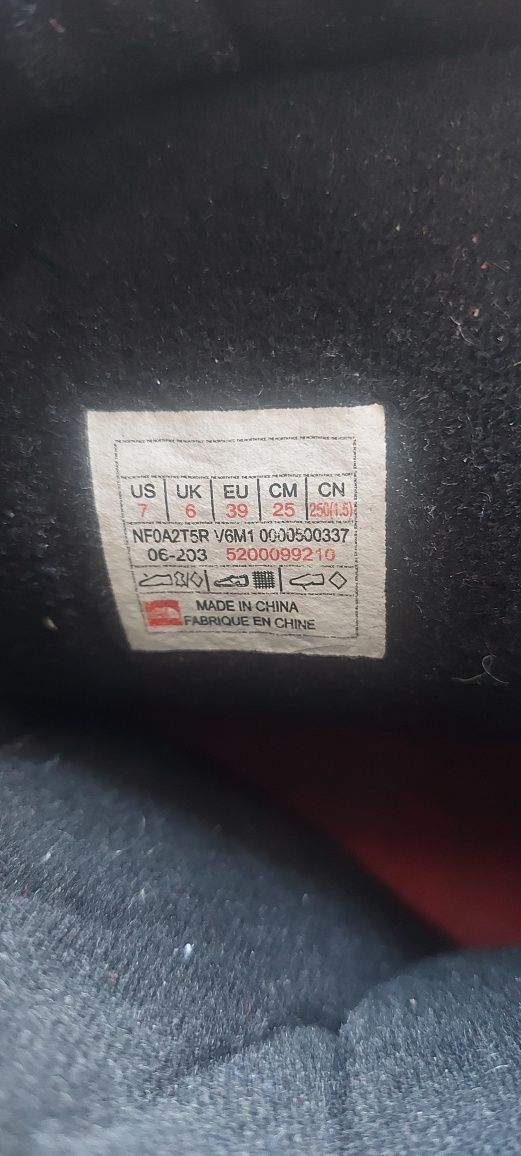 US UK EU CM CN
7 6 39 25 250(1.5)
NF0A2T5R V6M1 0000500337
06-203 5200099210
MADE IN CHINA
FABRIQUE EN CHINE